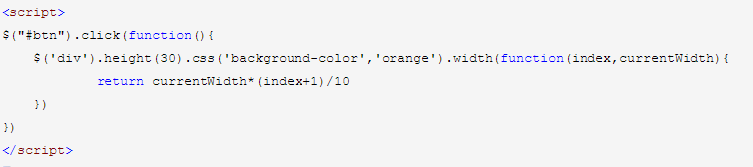 <script>
$("#btn").click(function(){
    $('div').height(30).css('background-color','orange').width(function(index,currentWidth){
            return currentWidth*(index+1)/10
    })
})
</script>